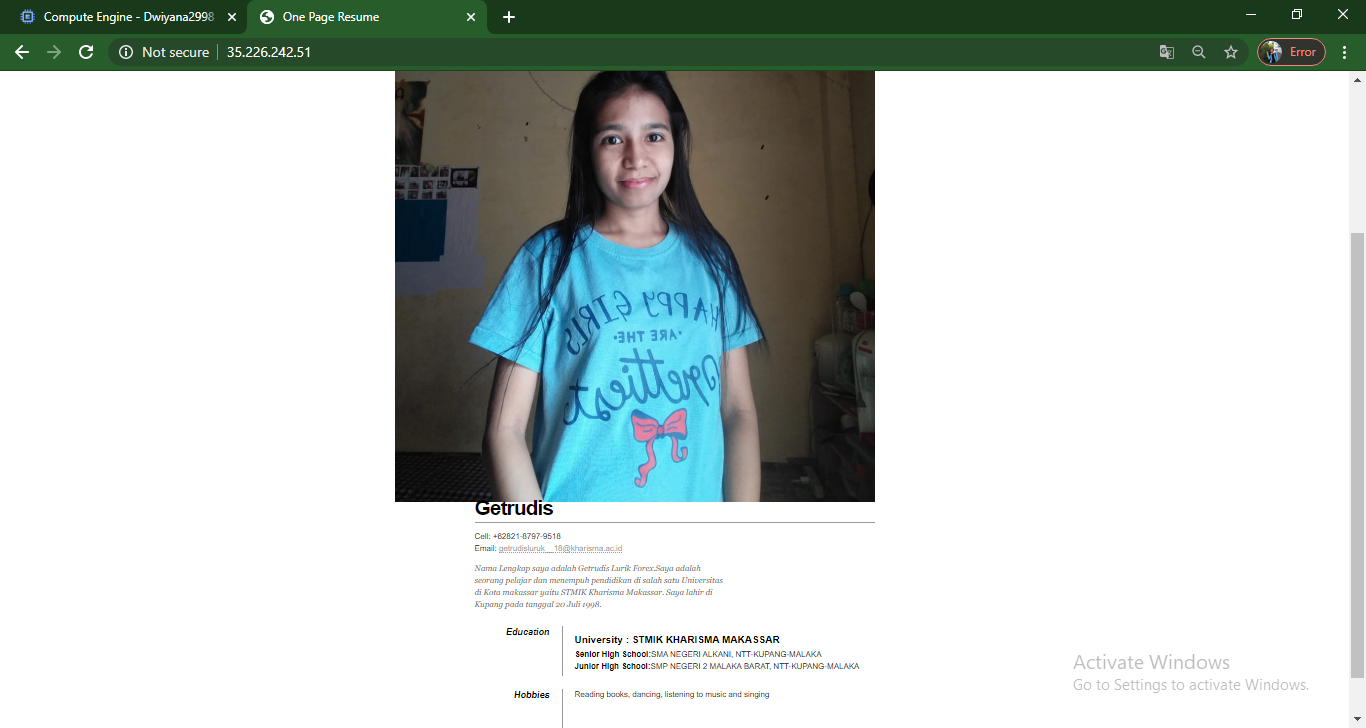 Compute Engine - Dwiyana2998
One Page Resume
Not secure
35.226.242.51
Error
HAPPY GIRLS
·ARE THE·
Prettiest
Getrudis
Cell: +62821-8797-9518
Email: getrudisluruk__18@kharisma.ac.id
Nama Lengkap saya adalah Getrudis Lurik Forex.Saya adalah
seorang pelajar dan menempuh pendidikan di salah satu Universitas
di Kota makassar yaitu STMIK Kharisma Makassar. Saya lahir di
Kupang pada tanggal 20 Juli 1998.
Education
University : STMIK KHARISMA MAKASSAR
Senior High School:SMA NEGERI ALKANI, NTT-KUPANG-MALAKA
Junior High School:SMP NEGERI 2 MALAKA BARAT, NTT-KUPANG-MALAKA
Hobbies
Reading books, dancing, listening to music and singing
Activate Windows
Go to Settings to activate Windows.